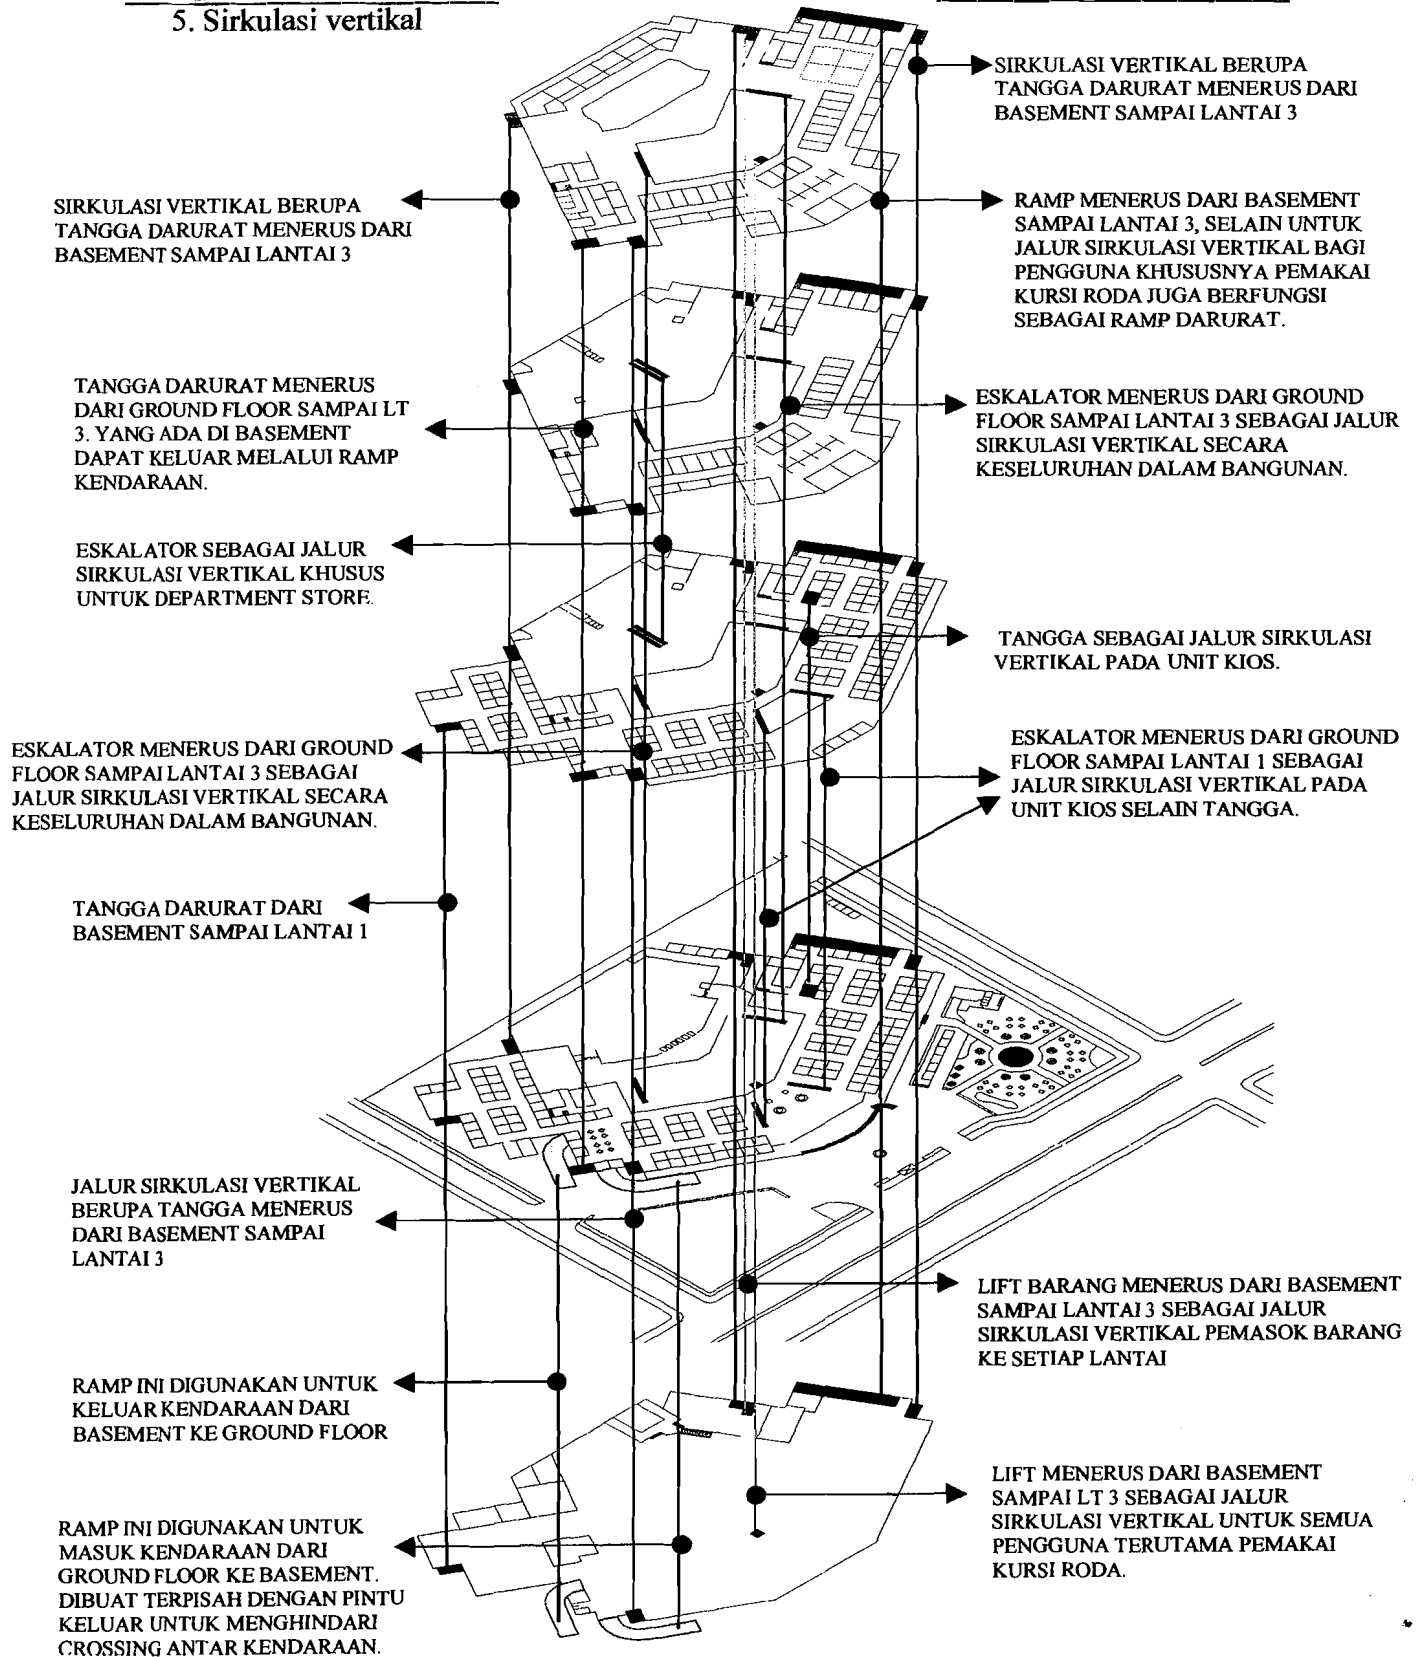 5. Sirkulasi vertikal
SIRKULASI VERTIKAL BERUPA
TANGGA DARURAT MENERUS DARI
BASEMENT SAMPAI LANTAI 3
TANGGA DARURAT MENERUS
DARI GROUND FLOOR SAMPAI LT
3. YANG ADA DI BASEMENT
DAPAT KELUAR MELALUI RAMP
KENDARAAN.
ESKALATOR SEBAGAI JALUR
SIRKULASI VERTIKAL KHUSUS
UNTUK DEPARTMENT STORE.
ESKALATOR MENERUS DARI GROUND
FLOOR SAMPAI LANTAI 3 SEBAGAI
JALUR SIRKULASI VERTIKAL SECARA
KESELURUHAN DALAM BANGUNAN.
TANGGA DARURAT DARI
BASEMENT SAMPAI LANTAI 1
JALUR SIRKULASI VERTIKAL
BERUPA TANGGA MENERUS
DARI BASEMENT SAMPAI
LANTAI 3
RAMP INI DIGUNAKAN UNTUK
KELUAR KENDARAAN DARI
BASEMENT KE GROUND FLOOR
RAMP INI DIGUNAKAN UNTUK
MASUK KENDARAAN DARI
GROUND FLOOR KE BASEMENT.
DIBUAT TERPISAH DENGAN PINTU
KELUAR UNTUK MENGHINDARI
CROSSING ANTAR KENDARAAN.
SIRKULASI VERTIKAL BERUPA
TANGGA DARURAT MENERUS DARI
BASEMENT SAMPAI LANTAI 3
RAMP MENERUS DARI BASEMENT
SAMPAI LANTAI 3, SELAIN UNTUK
JALUR SIRKULASI VERTIKAL BAGI
PENGGUNA KHUSUSNYA PEMAKAI
KURSI RODA JUGA BERFUNGSI
SEBAGAI RAMP DARURAT.
ESKALATOR MENERUS DARI GROUND
FLOOR SAMPAI LANTAI 3 SEBAGAI JALUR
SIRKULASI VERTIKAL SECARA
KESELURUHAN DALAM BANGUNAN.
TANGGA SEBAGAI JALUR SIRKULASI
VERTIKAL PADA UNIT KIOS.
ESKALATOR MENERUS DARI GROUND
FLOOR SAMPAI LANTAI 1 SEBAGAI
JALUR SIRKULASI VERTIKAL PADA
UNIT KIOS SELAIN TANGGA.
LIFT BARANG MENERUS DARI BASEMENT
SAMPAI LANTAI 3 SEBAGAI JALUR
SIRKULASI VERTIKAL PEMASOK BARANG
KE SETIAP LANTAI
LIFT MENERUS DARI BASEMENT
SAMPAI LT 3 SEBAGAI JALUR
SIRKULASI VERTIKAL UNTUK SEMUA
PENGGUNA TERUTAMA PEMAKAI
KURSI RODA.